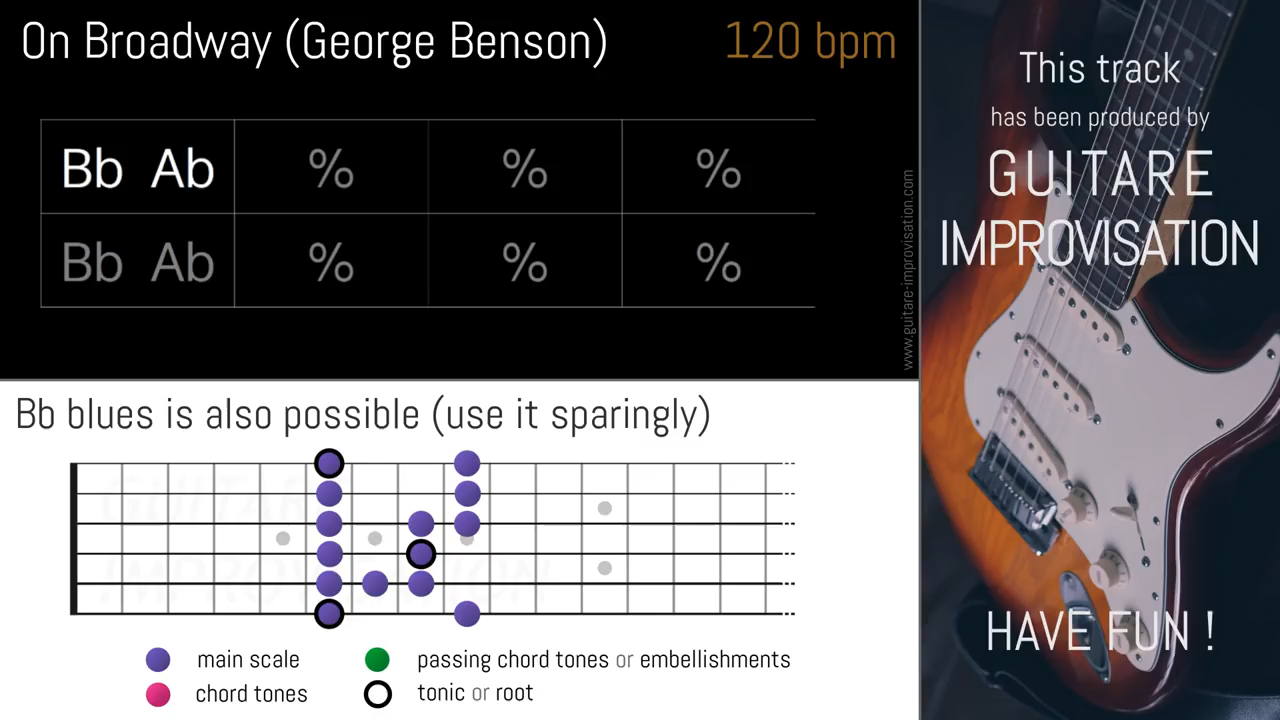 On Broadway (George Benson)
120 bpm
Bb Ab % % %
Bb Ab % % %
www.guitare-improvisation.com
Bb blues is also possible (use it sparingly)
GUITARE
IMPROVISATION
main scale
passing chord tones or embellishments
chord tones
tonic or root
This track
has been produced by
GUITARE
IMPROVISATION
HAVE FUN !